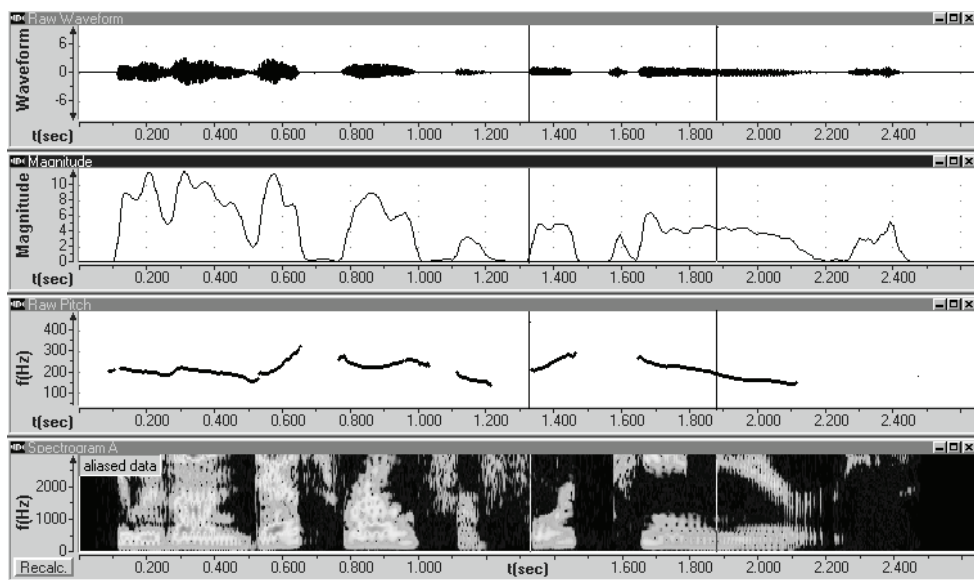 Raw Waveform
Waveform
6
0
-6
t(sec) 0.200 0.400 0.600 0.800 1.000 1.200 1.400 1.600 1.800 2.000 2.200 2.400
Magnitude
Magnitude
10
8
6
4
2
0
t(sec) 0.200 0.400 0.600 0.800 1.000 1.200 1.400 1.600 1.800 2.000 2.200 2.400
Raw Pitch
f(Hz)
400
300
200
100
t(sec) 0.200 0.400 0.600 0.800 1.000 1.200 1.400 1.600 1.800 2.000 2.200 2.400
Spectrogram A
aliased data
f(Hz)
2000
1000
0
Recalc. 0.200 0.400 0.600 0.800 1.000 t(sec) 1.400 1.600 1.800 2.000 2.200 2.400